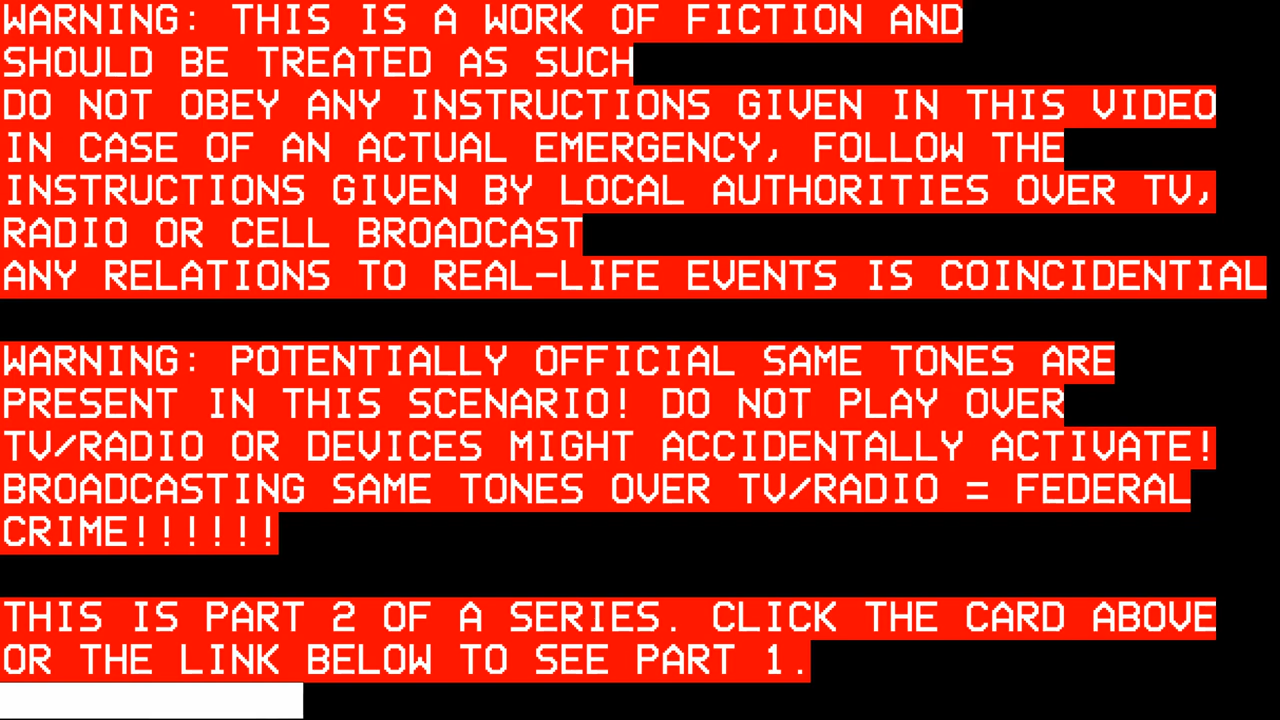 WARNING: THIS IS A WORK OF FICTION AND
SHOULD BE TREATED AS SUCH
DO NOT OBEY ANY INSTRUCTIONS GIVEN IN THIS VIDEO
IN CASE OF AN ACTUAL EMERGENCY, FOLLOW THE
INSTRUCTIONS GIVEN BY LOCAL AUTHORITIES OVER TV,
RADIO OR CELL BROADCAST
ANY RELATIONS TO REAL-LIFE EVENTS IS COINCIDENTIAL
WARNING: POTENTIALLY OFFICIAL SAME TONES ARE
PRESENT IN THIS SCENARIO! DO NOT PLAY OVER
TV/RADIO OR DEVICES MIGHT ACCIDENTALLY ACTIVATE!
BROADCASTING SAME TONES OVER TV/RADIO = FEDERAL
CRIME!!!!!!
THIS IS PART 2 OF A SERIES. CLICK THE CARD ABOVE
OR THE LINK BELOW TO SEE PART 1.